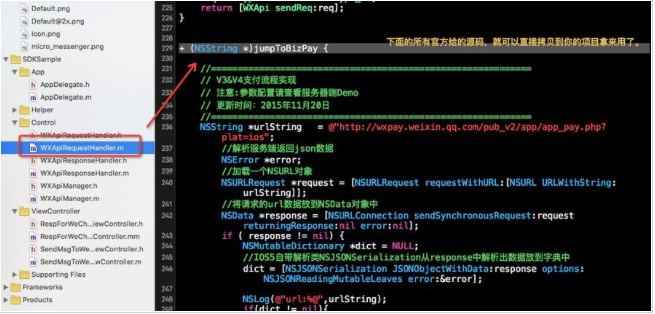 Default.png
Default@2x.png
Icon.png
micro_messenger.png
SDKSample
App
AppDelegate.h
AppDelegate.m
Helper
Control
WXApiRequestHandler.h
WXApiRequestHandler.m
WXApiResponseHandler.h
WXApiResponseHandler.m
WXApiManager.h
WXApiManager.m
ViewController
RespForWeCh...ewController.h
RespForWeCh...ewController.mm
SendMsgToWe...ewController.h
SendMsgToWe...wController.m
Supporting Files
Frameworks
Products
225 return [WXApi sendReq:req];
226 }
227
229 + (NSString *)jumpToBizPay { 下面的所有官方给的源码，就可以直接拷贝到你的项目拿来用了。
230
231 //============================================================
232 // V3&V4支付流程实现
233 // 注意:参数配置请查看服务器端Demo
234 // 更新时间：2015年11月20日
235 //============================================================
236 NSString *urlString = @"http://wxpay.weixin.qq.com/pub_v2/app/app_pay.php?
plat=ios";
237 //解析服务端返回json数据
238 NSError *error;
239 //加载一个NSURL对象
240 NSURLRequest *request = [NSURLRequest requestWithURL:[NSURL URLWithString:
urlString]];
241 //将请求的url数据放到NSData对象中
242 NSData *response = [NSURLConnection sendSynchronousRequest:request
returningResponse:nil error:nil];
243 if ( response != nil) {
244 NSMutableDictionary *dict = NULL;
245 //IOS5自带解析类NSJSONSerialization从response中解析出数据放到字典中
246 dict = [NSJSONSerialization JSONObjectWithData:response options:
NSJSONReadingMutableLeaves error:&error];
247
248 NSLog(@"url:%@",urlString);
249 if(dict != nil){